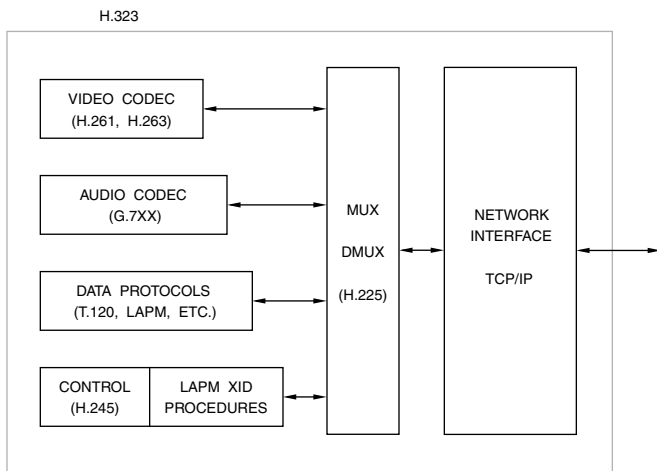 H.323
VIDEO CODEC
(H.261, H.263)
AUDIO CODEC
(G.7XX)
DATA PROTOCOLS
(T.120, LAPM, ETC.)
CONTROL
(H.245)
LAPM XID
PROCEDURES
MUX
DMUX
(H.225)
NETWORK
INTERFACE
TCP/IP